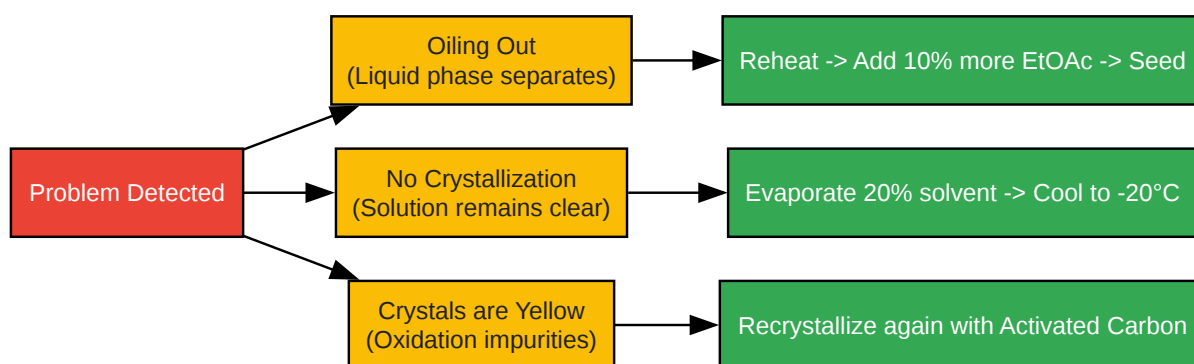 Problem Detected
Oiling Out
(Liquid phase separates)
Reheat -> Add 10% more EtOAc -> Seed
No Crystallization
(Solution remains clear)
Evaporate 20% solvent -> Cool to -20°C
Crystals are Yellow
(Oxidation impurities)
Recrystallize again with Activated Carbon